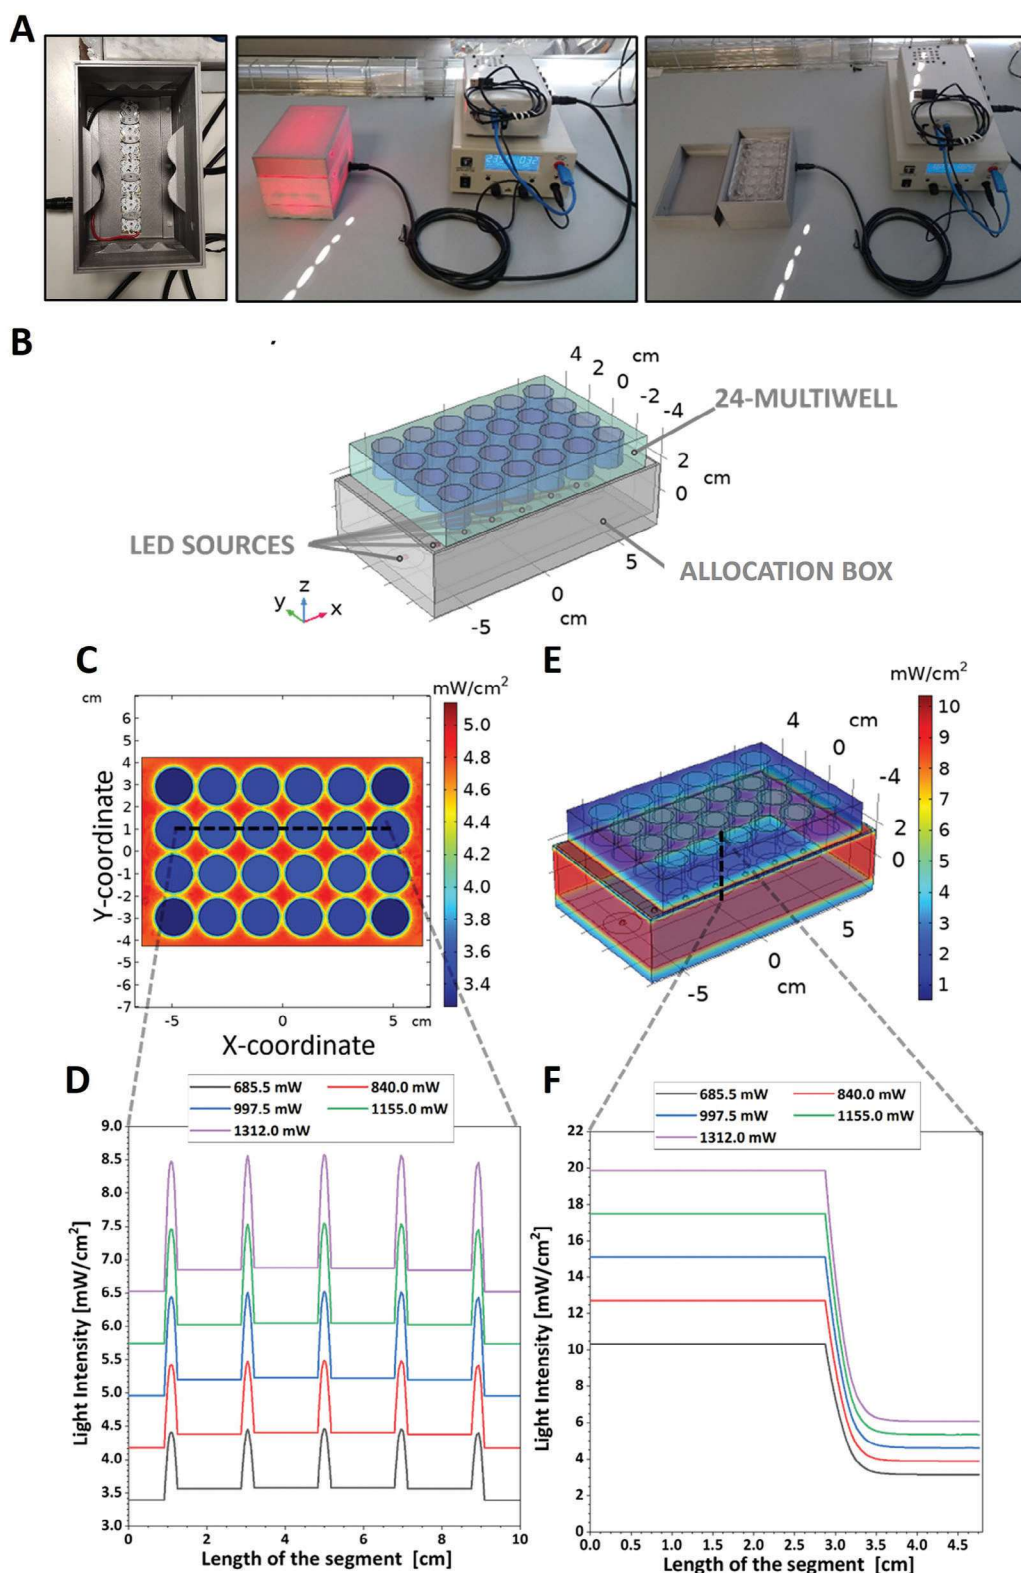 A
B
4 cm
2
0
-2
-4
24-MULTIWELL
2
cm
0
LED SOURCES
ALLOCATION BOX
5
0
cm
-5
z
y
x
C
mW/cm²
cm
6
5
4
3
2
1
0
-1
-2
-3
-4
-5
-6
-7
Y-coordinate
-5 0 5 cm
X-coordinate
5.0
4.8
4.6
4.4
4.2
4.0
3.8
3.6
3.4
E
mW/cm²
4 cm
0
-4
2
0
cm
5
0
cm
-5
10
9
8
7
6
5
4
3
2
1
D
685.5 mW 840.0 mW
997.5 mW 1155.0 mW
1312.0 mW
9.0
8.5
8.0
7.5
7.0
6.5
6.0
5.5
5.0
4.5
4.0
3.5
3.0
Light Intensity [mW/cm²]
0 2 4 6 8 10
Length of the segment [cm]
F
685.5 mW 840.0 mW
997.5 mW 1155.0 mW
1312.0 mW
22
20
18
16
14
12
10
8
6
4
2
0
Light Intensity [mW/cm²]
0.0 0.5 1.0 1.5 2.0 2.5 3.0 3.5 4.0 4.5
Length of the segment [cm]